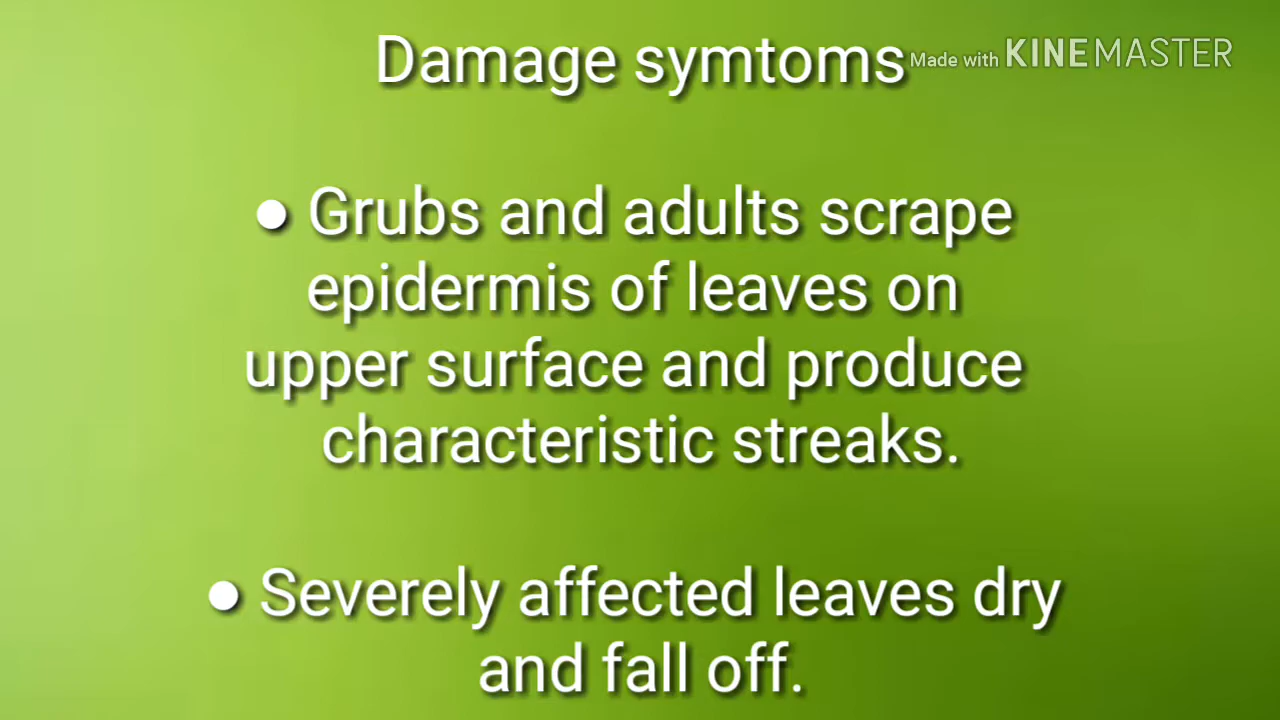 Damage symtoms
Made with KINEMASTER
● Grubs and adults scrape
epidermis of leaves on
upper surface and produce
characteristic streaks.
● Severely affected leaves dry
and fall off.